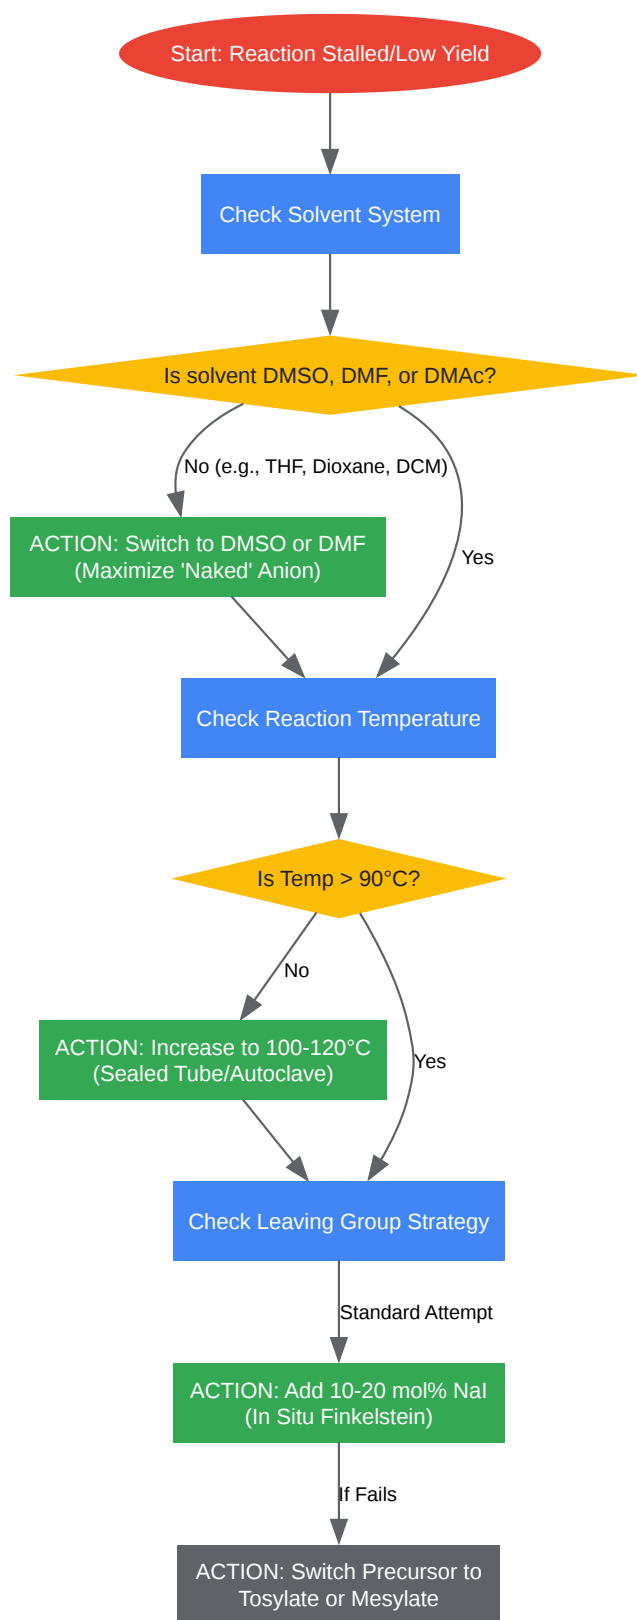 Start: Reaction Stalled/Low Yield
Check Solvent System
Is solvent DMSO, DMF, or DMAc?
No (e.g., THF, Dioxane, DCM)
ACTION: Switch to DMSO or DMF
(Maximize 'Naked' Anion)
Yes
Check Reaction Temperature
Is Temp > 90°C?
No
ACTION: Increase to 100-120°C
(Sealed Tube/Autoclave)
Yes
Check Leaving Group Strategy
Standard Attempt
ACTION: Add 10-20 mol% NaI
(In Situ Finkelstein)
If Fails
ACTION: Switch Precursor to
Tosylate or Mesylate